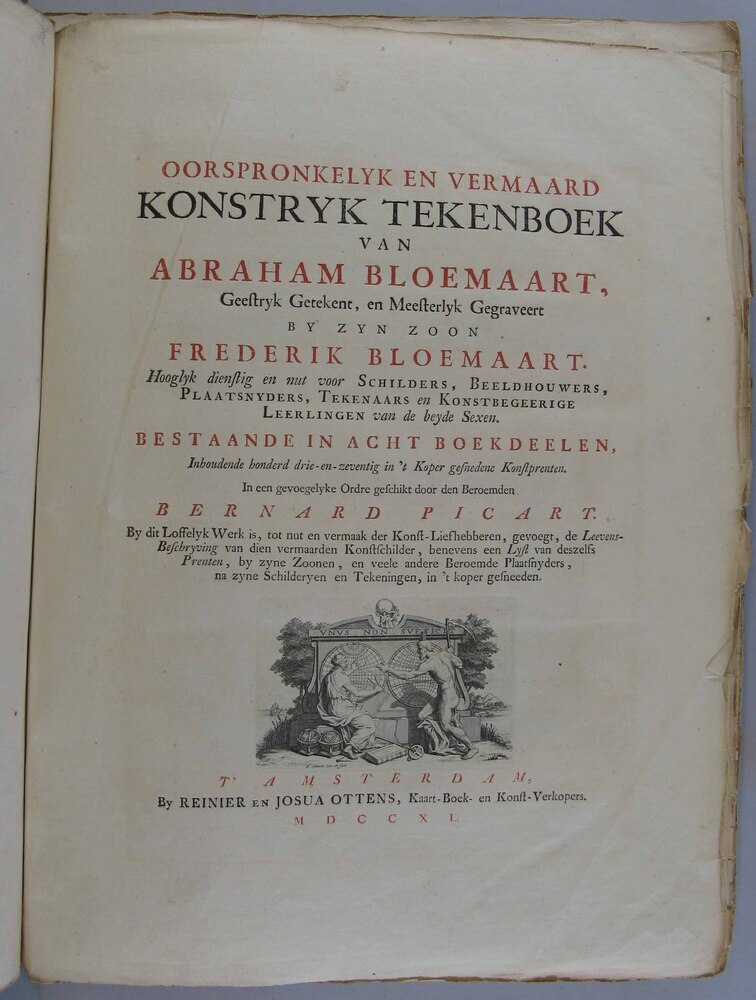 OORSPRONKELYK EN VERMAARD
KONSTRYK TEKENBOEK
VAN
ABRAHAM BLOEMAART,
Geeſtryk Getekent, en Meeſterlyk Gegraveert
BY ZYN ZOON
FREDERIK BLOEMAART.
Hooglyk dienſtig en nut voor SCHILDERS, BEELDHOUWERS,
PLAATSNYDERS, TEKENAARS en KONSTBEGEERIGE
LEERLINGEN van de beyde Sexen.
BESTAANDE IN ACHT BOEKDEELEN,
Inhoudende honderd drie-en-zeventig in 't Koper geſnedene Konſtprenten.
In een gevoegelyke Ordre geſchikt door den Beroemden
BERNARD PICART.
By dit Loffelyk Werk is, tot nut en vermaak der Konſt-Liefhebberen, gevoegt, de Leevens-
Beſchryving van dien vermaarden Konſtſchilder, benevens een Lyſt van deszelfs
Prenten, by zyne Zoonen, en veele andere Beroemde Plaatſnyders,
na zyne Schilderyen en Tekeningen, in 't koper geſneeden.
VNVS NON SVFFICIT
T' AMSTERDAM,
By REINIER EN JOSUA OTTENS, Kaart-Boek- en Konſt-Verkopers.
MDCCXL.